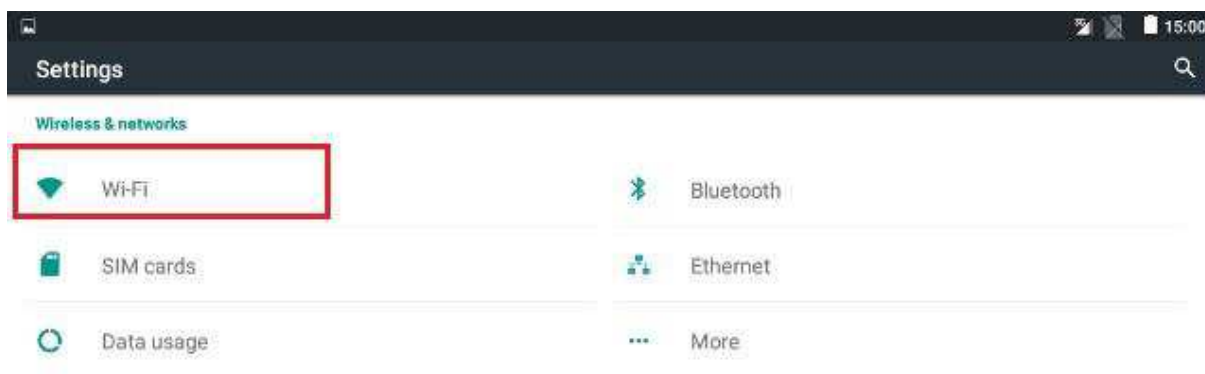 15:00
Settings
Wireless & networks
Wi-Fi
Bluetooth
SIM cards
Ethernet
Data usage
More